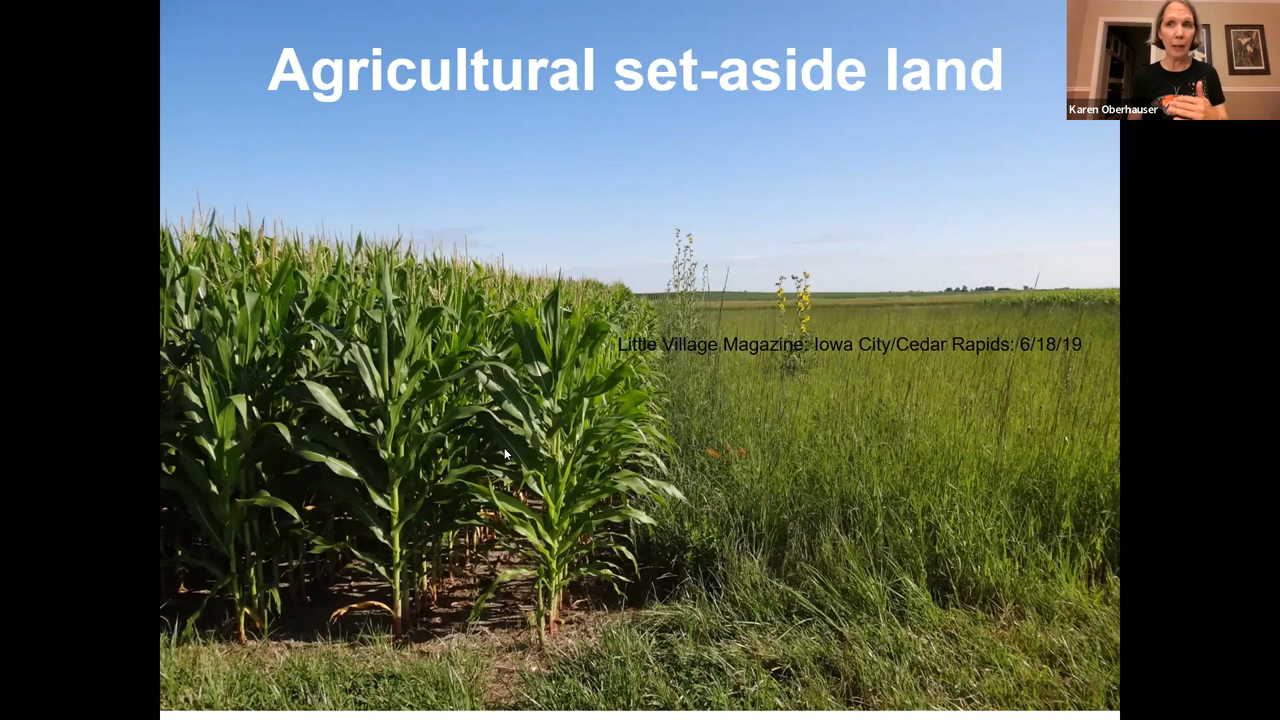 Agricultural set-aside land
Karen Oberhauser
Little Village Magazine: Iowa City/Cedar Rapids: 6/18/19